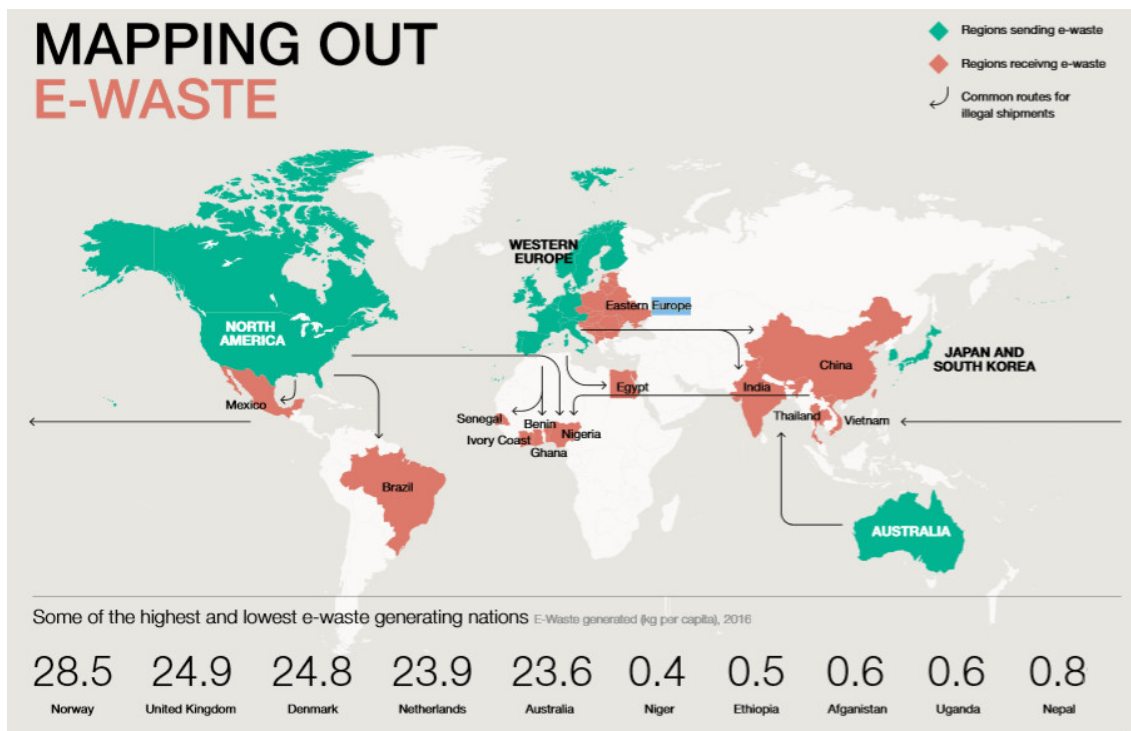 MAPPING OUT
E-WASTE
Regions sending e-waste
Regions receivng e-waste
Common routes for
illegal shipments
WESTERN
EUROPE
Eastern Europe
NORTH
AMERICA
JAPAN AND
SOUTH KOREA
China
Egypt
India
Mexico
Senegal
Benin
Thailand
Vietnam
Ivory Coast
Nigeria
Ghana
Brazil
AUSTRALIA
Some of the highest and lowest e-waste generating nations E-Waste generated (kg per capita), 2016
28.5 24.9 24.8 23.9 23.6 0.4 0.5 0.6 0.6 0.8
Norway United Kingdom Denmark Netherlands Australia Niger Ethiopia Afganistan Uganda Nepal